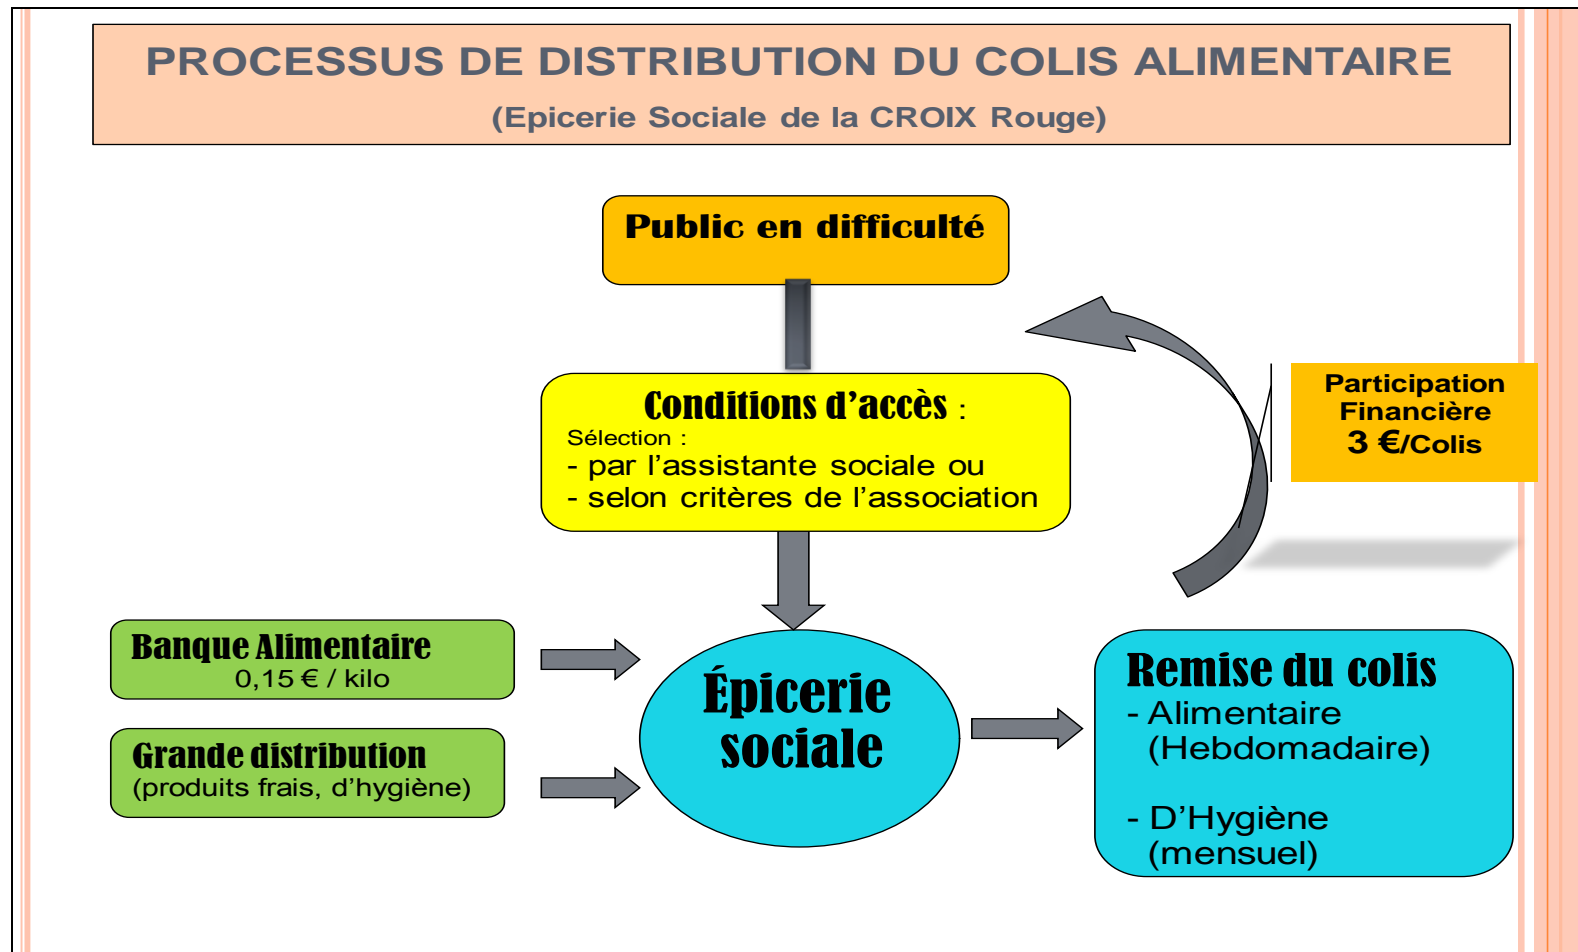 PROCESSUS DE DISTRIBUTION DU COLIS ALIMENTAIRE
(Epicerie Sociale de la CROIX Rouge)
Public en difficulté
Conditions d’accès :
Sélection :
- par l’assistante sociale ou
- selon critères de l’association
Participation
Financière
3 €/Colis
Banque Alimentaire
0,15 € / kilo
Grande distribution
(produits frais, d’hygiène)
Épicerie
sociale
Remise du colis
- Alimentaire
(Hebdomadaire)
- D’Hygiène
(mensuel)